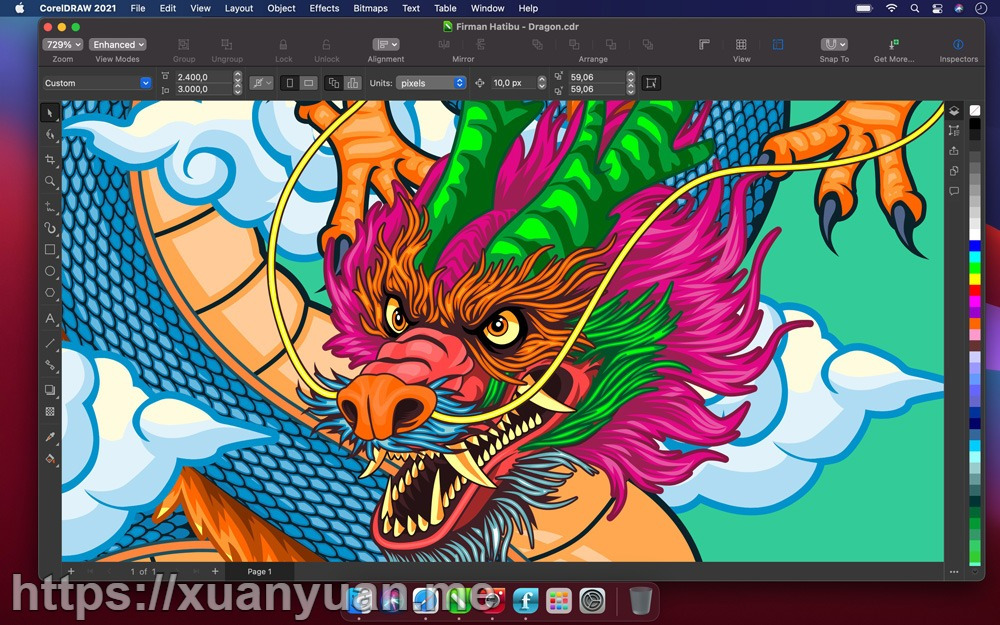 CorelDRAW 2021 File Edit View Layout Object Effects Bitmaps Text Table Window Help
Firman Hatibu - Dragon.cdr
729% Enhanced
Zoom View Modes Group Ungroup Lock Unlock Alignment Mirror Arrange View Snap To Get More... Inspectors
Custom 2.400,0 3.000,0 Units: pixels 10,0 px 59,06 59,06
1 of 1 Page 1
https://xuanyuan.me